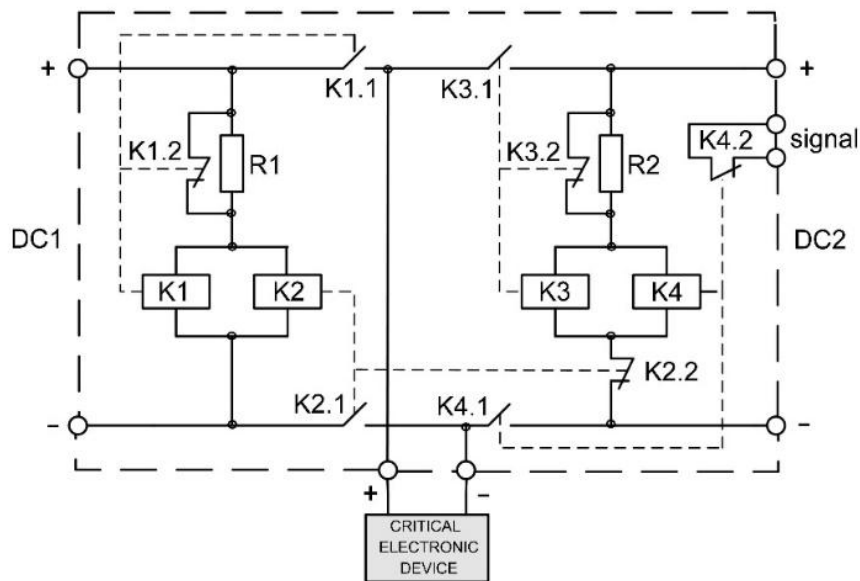 +
K1.1
K3.1
+
K1.2
R1
K3.2
R2
K4.2
signal
DC1
DC2
K1
K2
K3
K4
K2.2
K2.1
K4.1
–
–
+
–
CRITICAL
ELECTRONIC
DEVICE